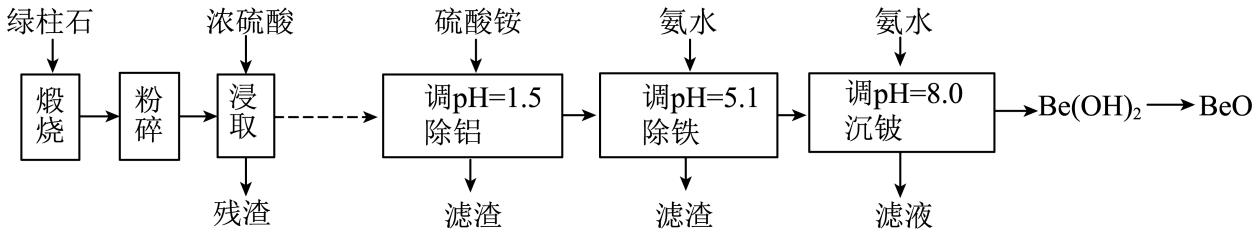 绿柱石
浓硫酸
硫酸铵
氨水
氨水
煅烧
粉碎
浸取
调pH=1.5
除铝
调pH=5.1
除铁
调pH=8.0
沉铍
Be(OH)₂
BeO
残渣
滤渣
滤渣
滤液